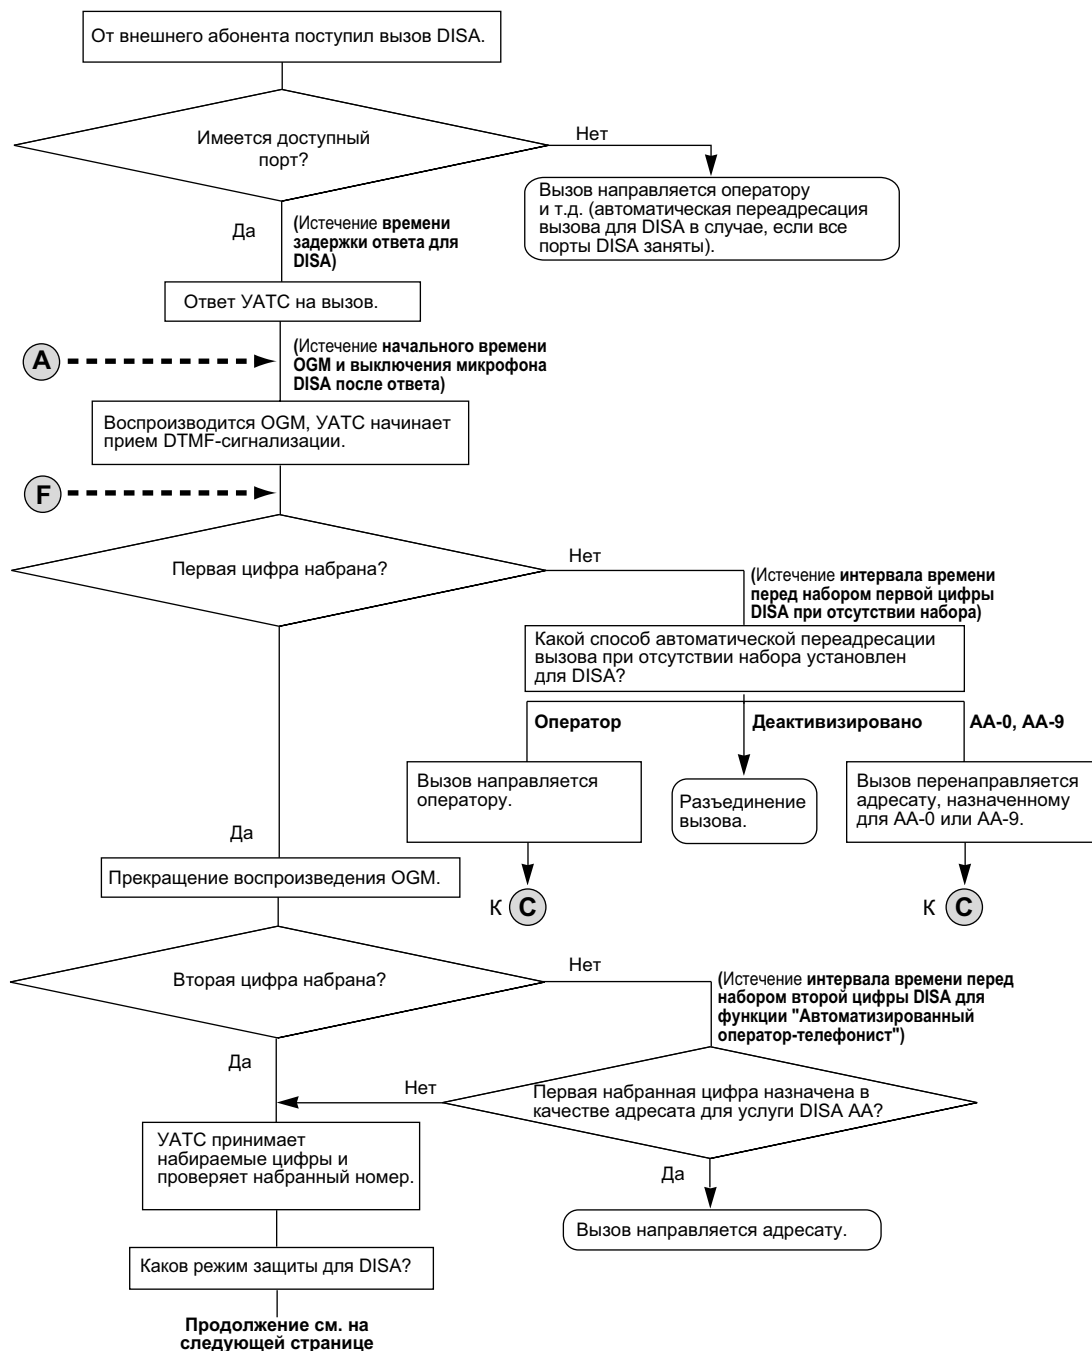 От внешнего абонента поступил вызов DISA.
Имеется доступный
порт?
Нет
Вызов направляется оператору
и т.д. (автоматическая переадресация
вызова для DISA в случае, если все
порты DISA заняты).
Да
(Истечение времени
задержки ответа для
DISA)
Ответ УАТС на вызов.
A
(Истечение начального времени
OGM и выключения микрофона
DISA после ответа)
Воспроизводится OGM, УАТС начинает
прием DTMF-сигнализации.
F
Первая цифра набрана?
Нет
(Истечение интервала времени
перед набором первой цифры
DISA при отсутствии набора)
Какой способ автоматической переадресации
вызова при отсутствии набора установлен
для DISA?
Оператор
Деактивизировано
AA-0, AA-9
Вызов направляется
оператору.
Разъединение
вызова.
Вызов перенаправляется
адресату, назначенному
для AA-0 или AA-9.
Да
Прекращение воспроизведения OGM.
К C
К C
Вторая цифра набрана?
Нет
(Истечение интервала времени перед
набором второй цифры DISA для
функции "Автоматизированный
оператор-телефонист")
Да
Нет
Первая набранная цифра назначена в
качестве адресата для услуги DISA AA?
УАТС принимает
набираемые цифры и
проверяет набранный номер.
Да
Вызов направляется адресату.
Каков режим защиты для DISA?
Продолжение см. на
следующей странице